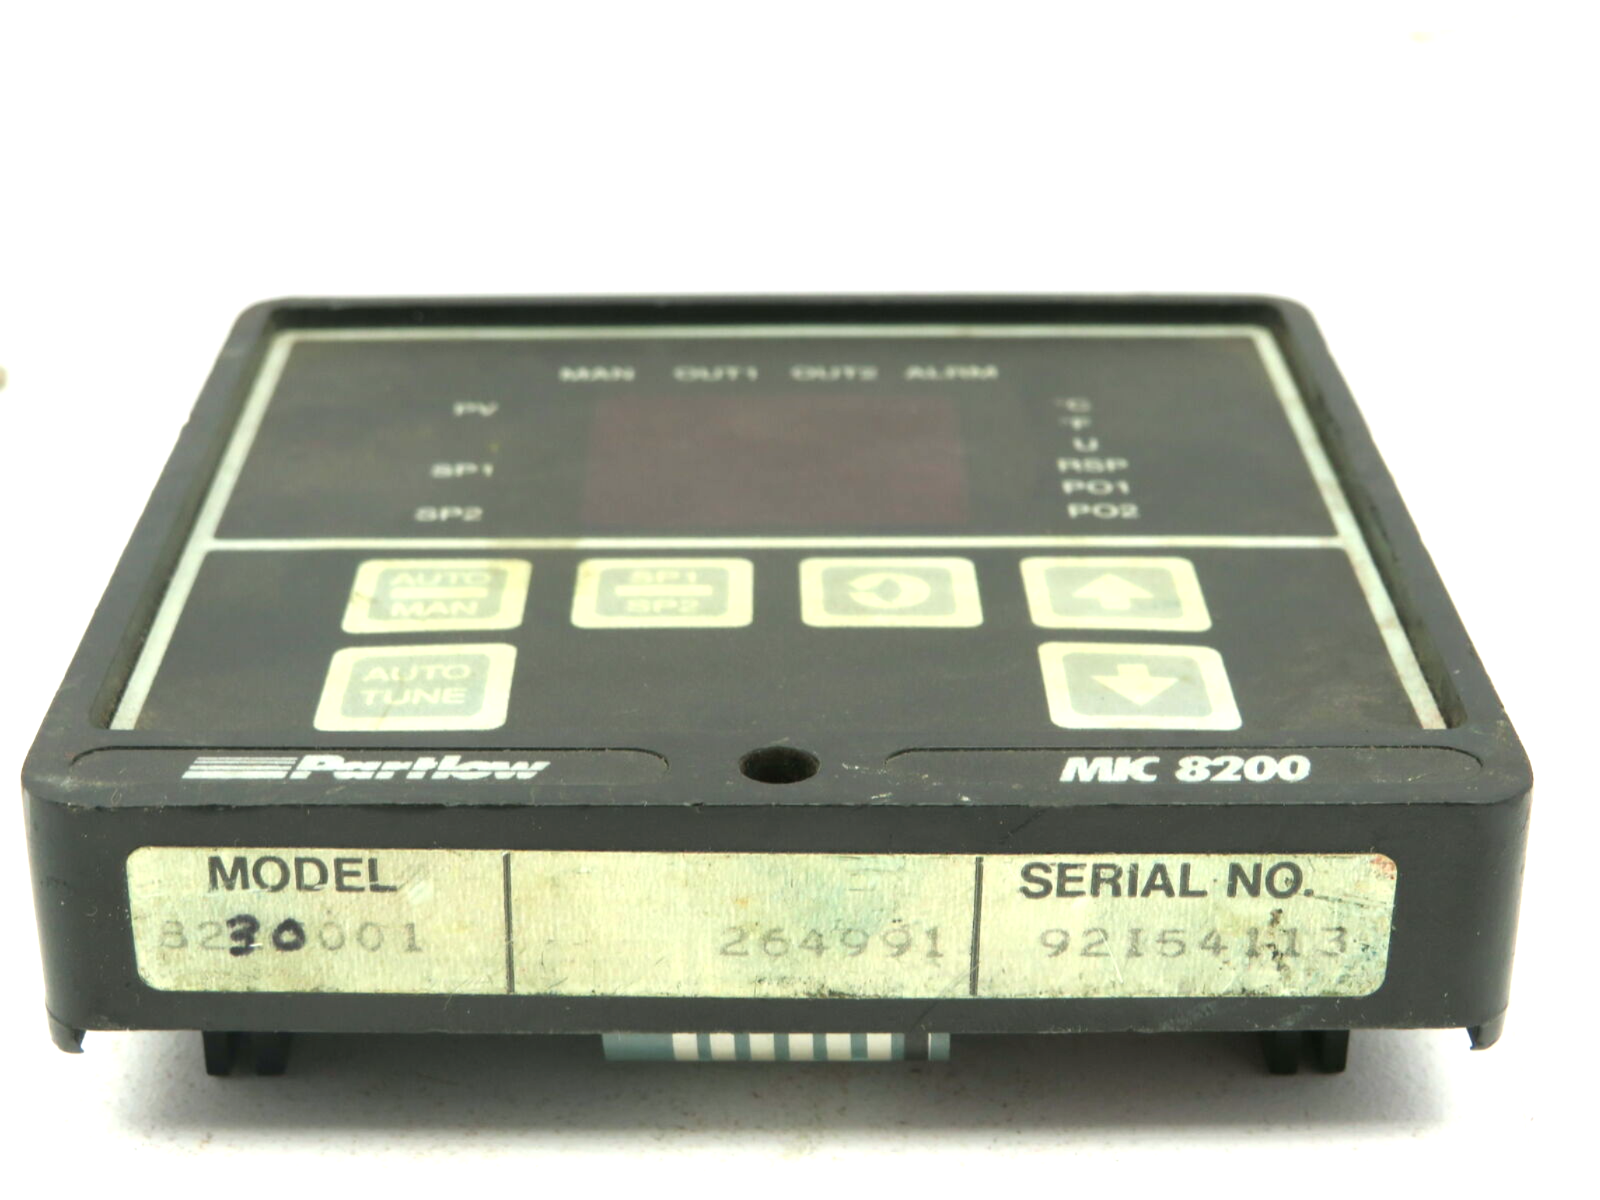 MAN OUT1 OUT2 ALRM
PV
°C
°F
U
SP1
RSP
PO1
SP2
PO2
AUTO
MAN
SP1
SP2
AUTO
TUNE
Partlow
MIC 8200
MODEL
SERIAL NO.
8230001
264991
92I54113